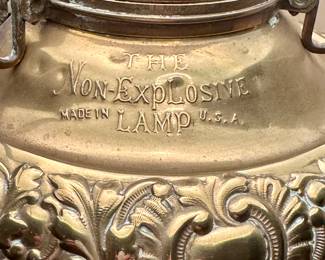 THE
NON-EXPLOSIVE
MADE IN LAMP U.S.A.